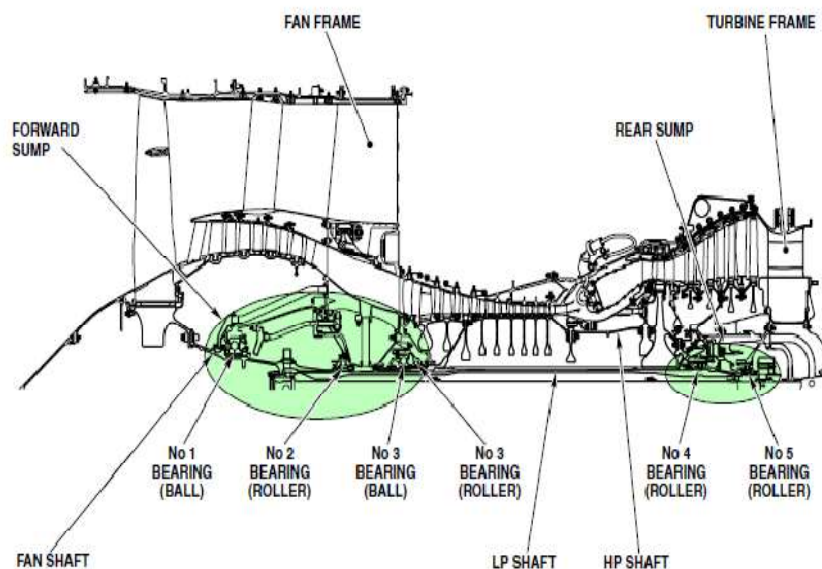 FAN FRAME
TURBINE FRAME
FORWARD
SUMP
REAR SUMP
No 1
BEARING
(BALL)
No 2
BEARING
(ROLLER)
No 3
BEARING
(BALL)
No 3
BEARING
(ROLLER)
No 4
BEARING
(ROLLER)
No 5
BEARING
(ROLLER)
FAN SHAFT
LP SHAFT
HP SHAFT